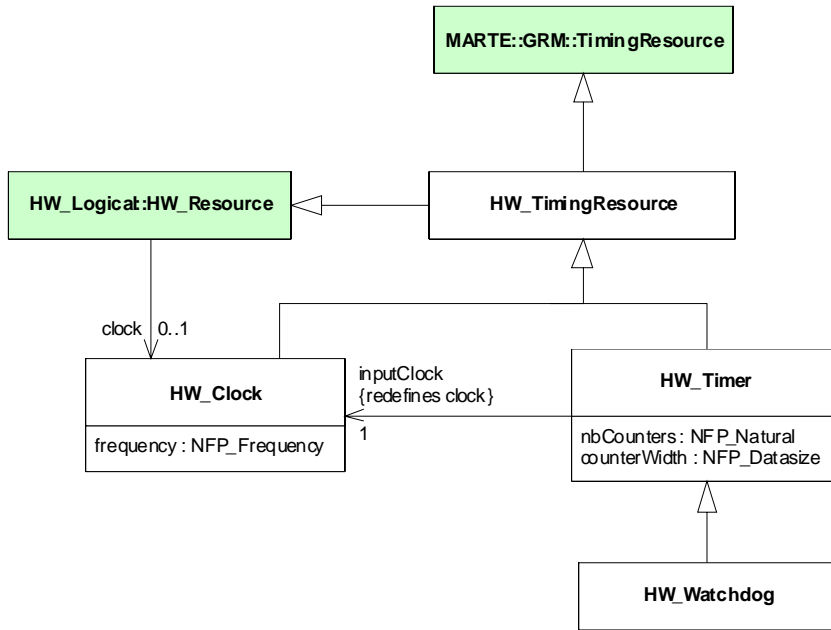 MARTE::GRM::TimingResource
HW_Logical::HW_Resource
HW_TimingResource
clock 0..1
HW_Clock
frequency : NFP_Frequency
inputClock
{redefines clock}
1
HW_Timer
nbCounters : NFP_Natural
counterWidth : NFP_Datasize
HW_Watchdog